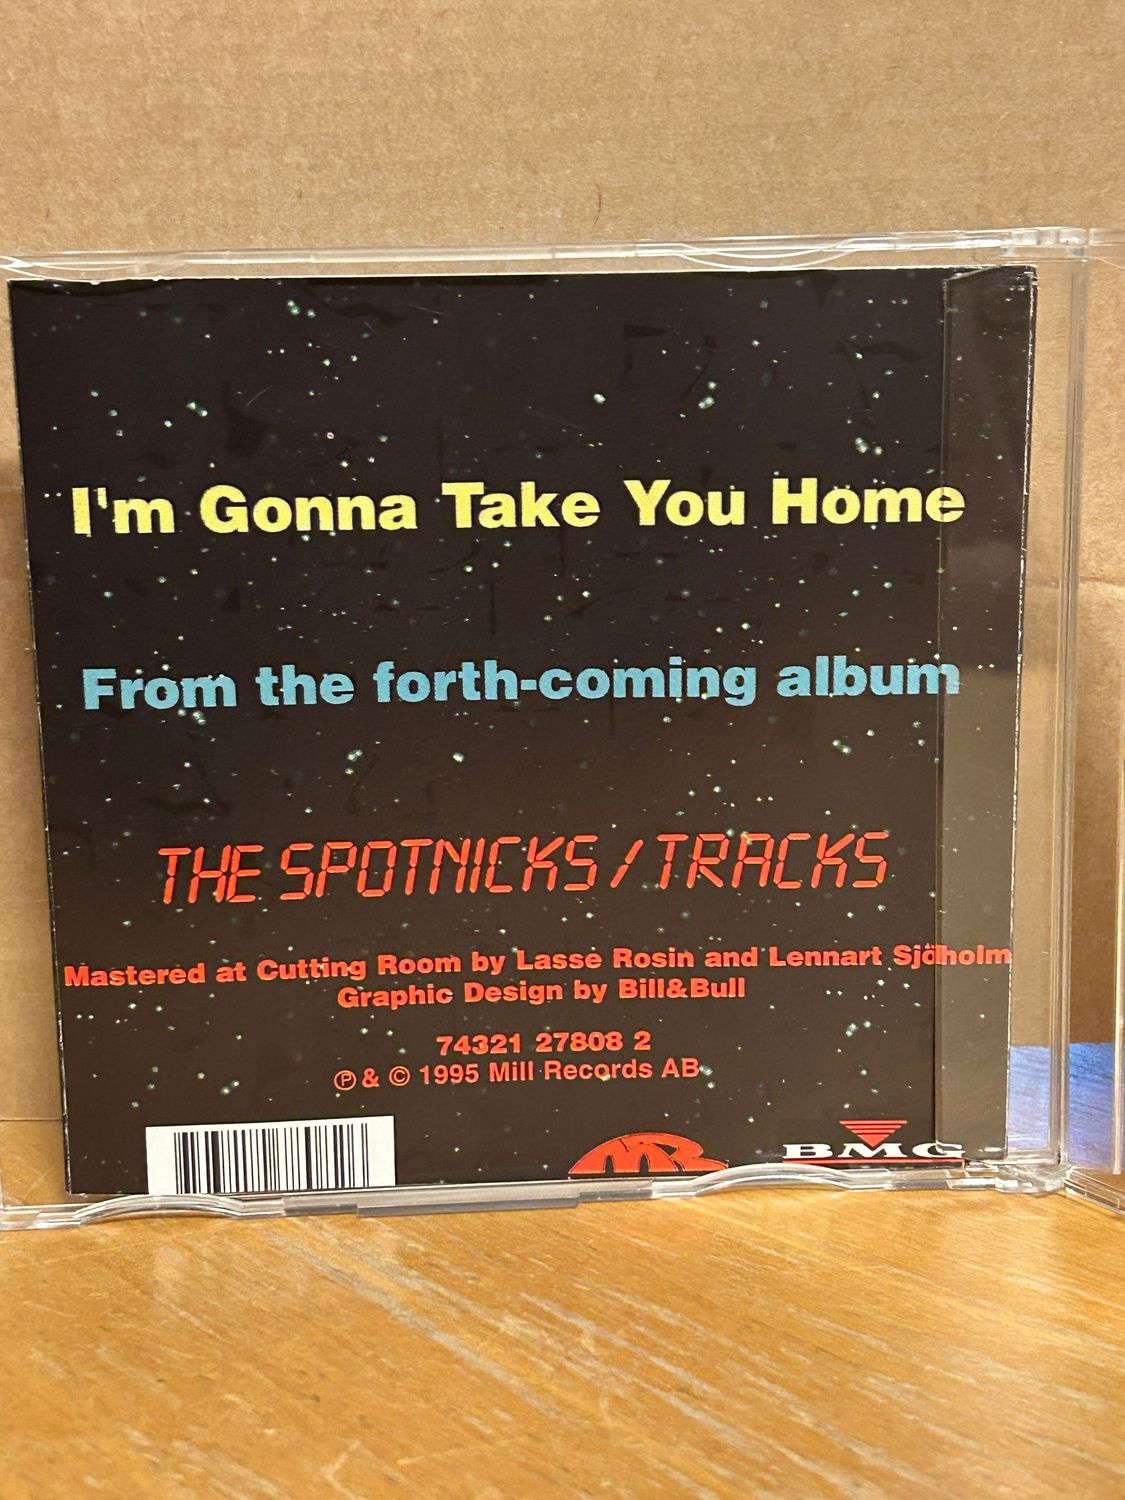 I'm Gonna Take You Home
From the forth-coming album
THE SPOTNICKS / TRACKS
Mastered at Cutting Room by Lasse Rosin and Lennart Sjöholm
Graphic Design by Bill&Bull
74321 27808 2
℗ & © 1995 Mill Records AB
MR
BMG